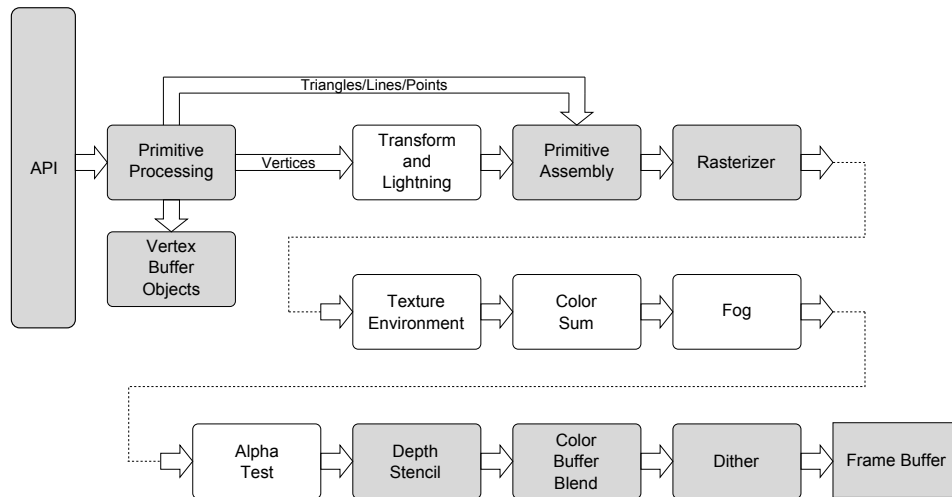 Triangles/Lines/Points
API
Primitive
Processing
Vertices
Transform
and
Lightning
Primitive
Assembly
Rasterizer
Vertex
Buffer
Objects
Texture
Environment
Color
Sum
Fog
Alpha
Test
Depth
Stencil
Color
Buffer
Blend
Dither
Frame Buffer